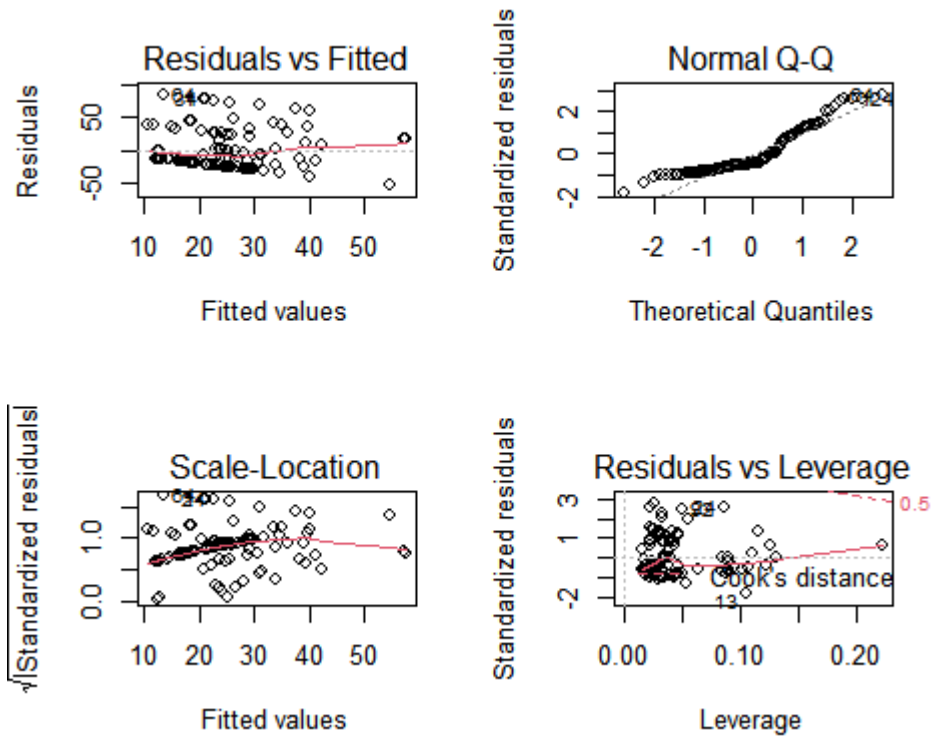 Residuals vs Fitted
Residuals
50
-50
10 20 30 40 50
Fitted values
Normal Q-Q
Standardized residuals
2
0
-2
-2 -1 0 1 2
Theoretical Quantiles
Scale-Location
√|Standardized residuals|
1.0
0.0
10 20 30 40 50
Fitted values
Residuals vs Leverage
Standardized residuals
3
1
-2
0.5
Cook's distance
13
0.00 0.10 0.20
Leverage